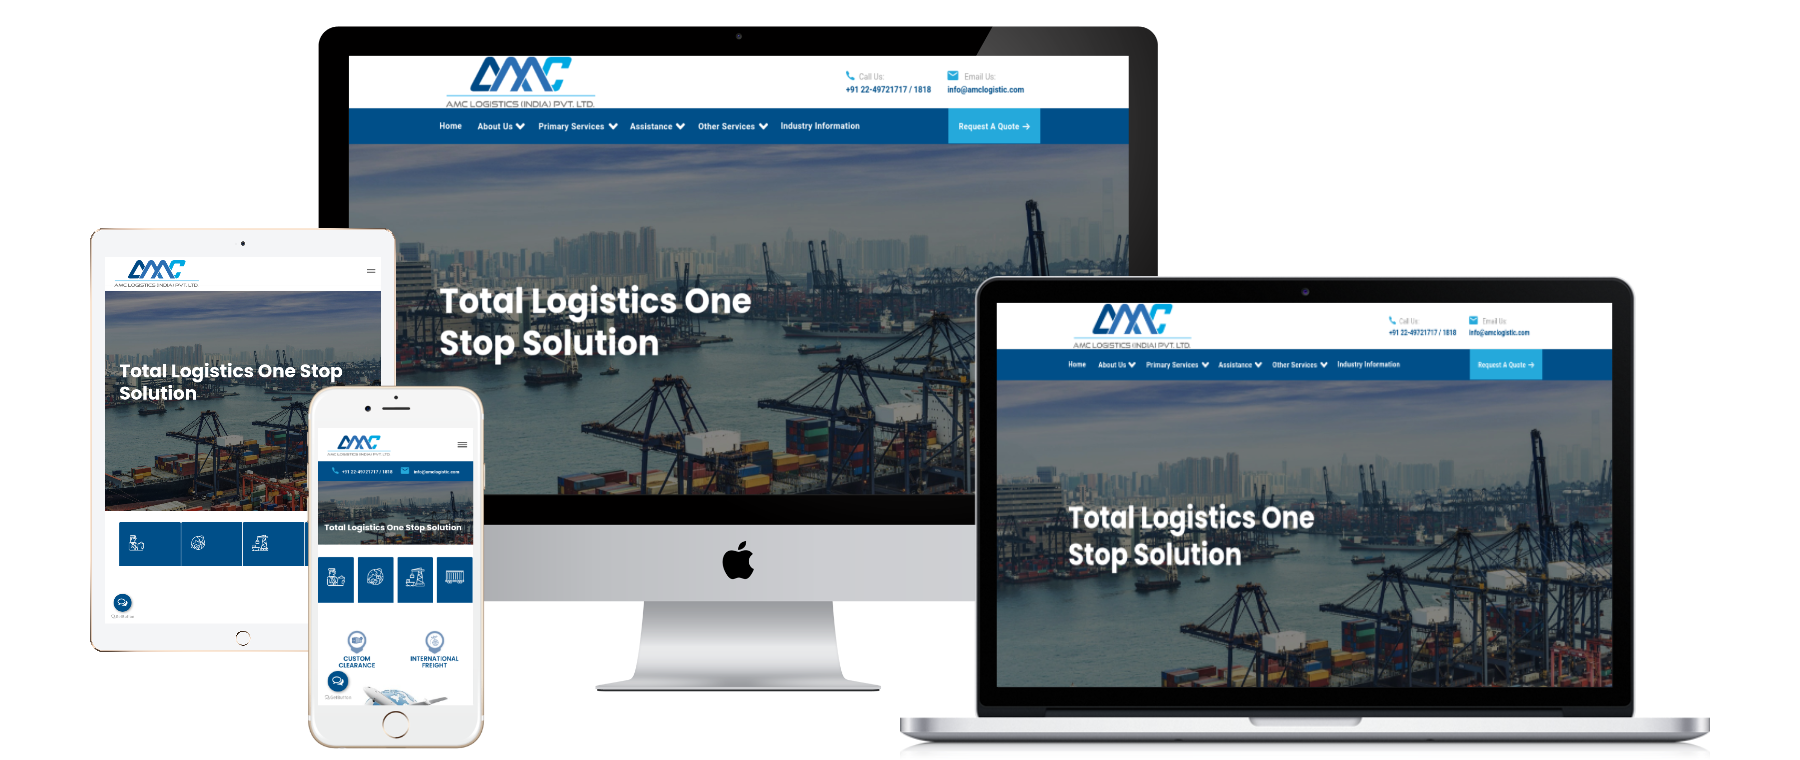 AMC
AMC LOGISTICS (INDIA) PVT. LTD.
Call Us:
+91 22-49721717 / 1818
Email Us:
info@amclogistic.com
Home
About Us
Primary Services
Assistance
Other Services
Industry Information
Request A Quote →
Total Logistics One
Stop Solution
AMC
AMC LOGISTICS (INDIA) PVT. LTD
Total Logistics One Stop
Solution
AMC
AMC LOGISTICS (INDIA) PVT. LTD
+91 22-49721717 / 1818
info@amclogistic.com
Total Logistics One Stop Solution
CUSTOM
CLEARANCE
INTERNATIONAL
FREIGHT
AMC
AMC LOGISTICS (INDIA) PVT. LTD.
Call Us:
+91 22-49721717 / 1818
Email Us:
info@amclogistic.com
Home
About Us
Primary Services
Assistance
Other Services
Industry Information
Request A Quote →
Total Logistics One
Stop Solution